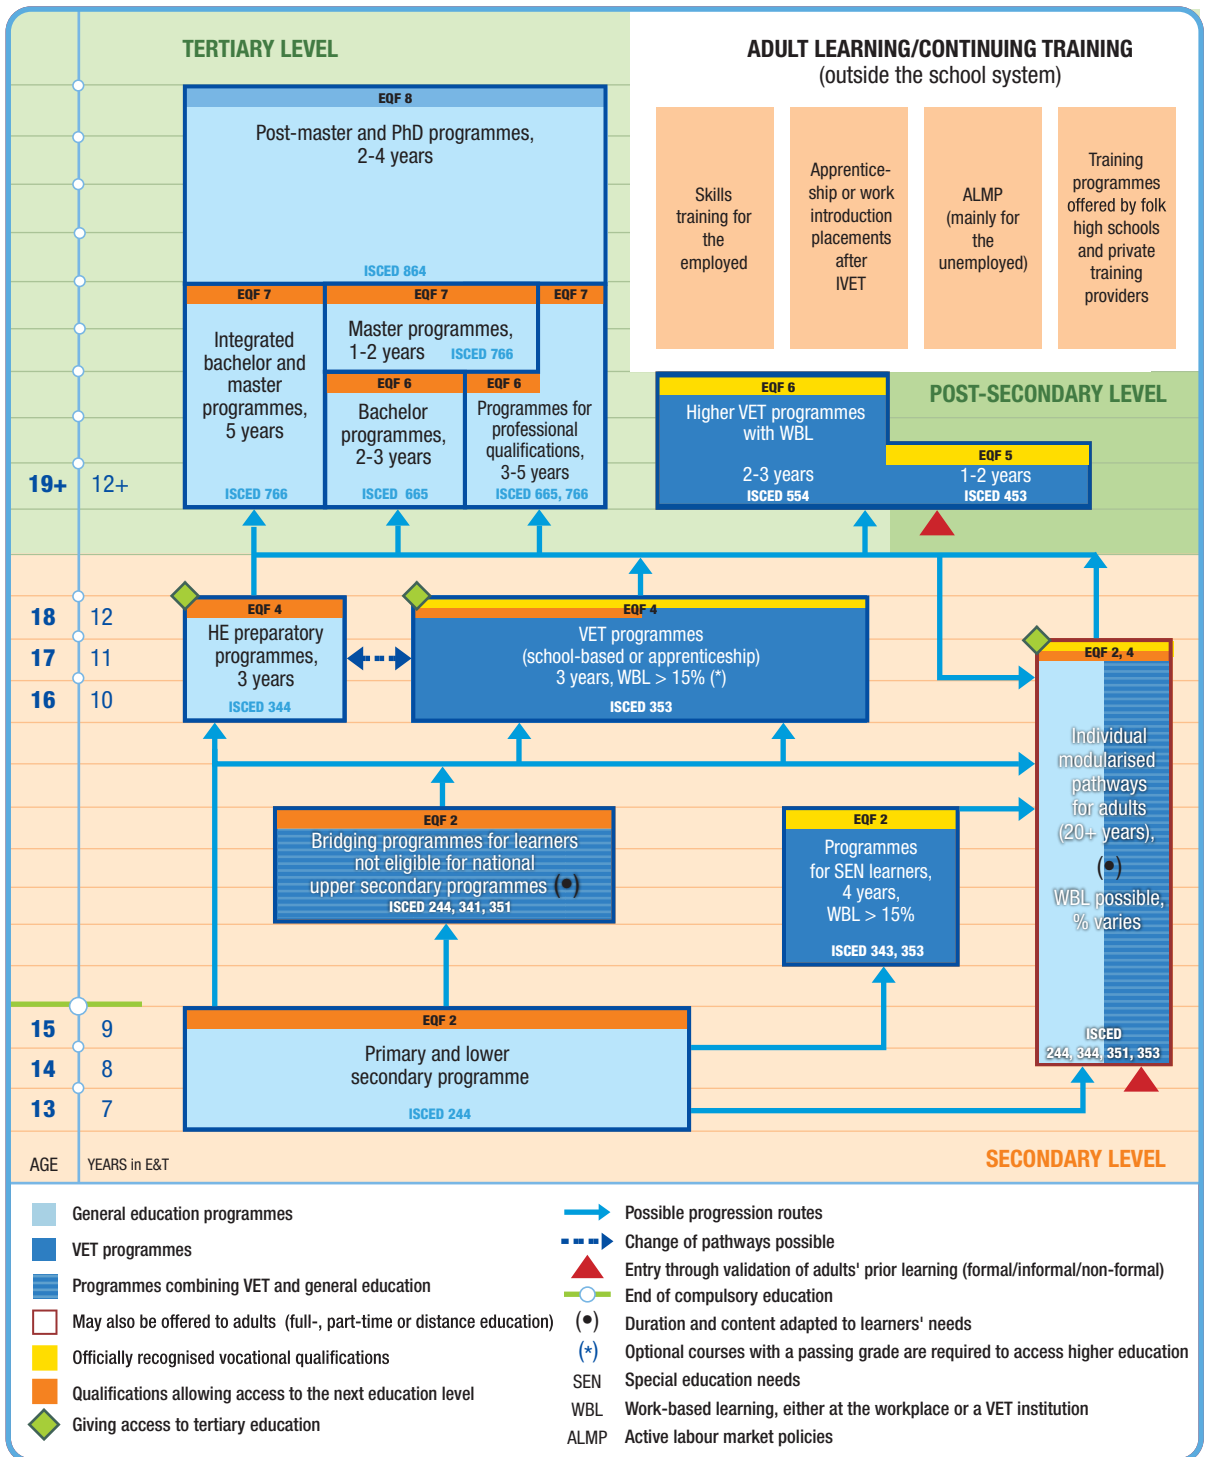 TERTIARY LEVEL
ADULT LEARNING/CONTINUING TRAINING
(outside the school system)
EQF 8
Post-master and PhD programmes,
2-4 years
ISCED 864
Skills
training for
the
employed
Apprentice-
ship or work
introduction
placements
after
IVET
ALMP
(mainly for
the
unemployed)
Training
programmes
offered by folk
high schools
and private
training
providers
EQF 7
Integrated
bachelor and
master
programmes,
5 years
ISCED 766
EQF 7
Master programmes,
1-2 years ISCED 766
EQF 7
EQF 6
Bachelor
programmes,
2-3 years
ISCED 665
EQF 6
Programmes for
professional
qualifications,
3-5 years
ISCED 665, 766
EQF 6
Higher VET programmes
with WBL
2-3 years
ISCED 554
POST-SECONDARY LEVEL
EQF 5
1-2 years
ISCED 453
19+ 12+
18 12
17 11
16 10
EQF 4
HE preparatory
programmes,
3 years
ISCED 344
EQF 4
VET programmes
(school-based or apprenticeship)
3 years, WBL > 15% (*)
ISCED 353
EQF 2, 4
Individual
modularised
pathways
for adults
(20+ years),
(•)
WBL possible,
% varies
ISCED
244, 344, 351, 353
EQF 2
Bridging programmes for learners
not eligible for national
upper secondary programmes (•)
ISCED 244, 341, 351
EQF 2
Programmes
for SEN learners,
4 years,
WBL > 15%
ISCED 343, 353
15 9
14 8
13 7
EQF 2
Primary and lower
secondary programme
ISCED 244
AGE YEARS in E&T
SECONDARY LEVEL
General education programmes
VET programmes
Programmes combining VET and general education
May also be offered to adults (full-, part-time or distance education)
Officially recognised vocational qualifications
Qualifications allowing access to the next education level
Giving access to tertiary education
Possible progression routes
Change of pathways possible
Entry through validation of adults' prior learning (formal/informal/non-formal)
End of compulsory education
(•) Duration and content adapted to learners' needs
(*) Optional courses with a passing grade are required to access higher education
SEN Special education needs
WBL Work-based learning, either at the workplace or a VET institution
ALMP Active labour market policies